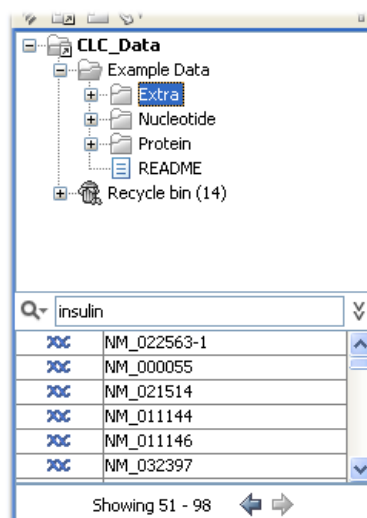 CLC_Data
Example Data
Extra
Nucleotide
Protein
README
Recycle bin (14)
insulin
NM_022563-1
NM_000055
NM_021514
NM_011144
NM_011146
NM_032397
Showing 51 - 98